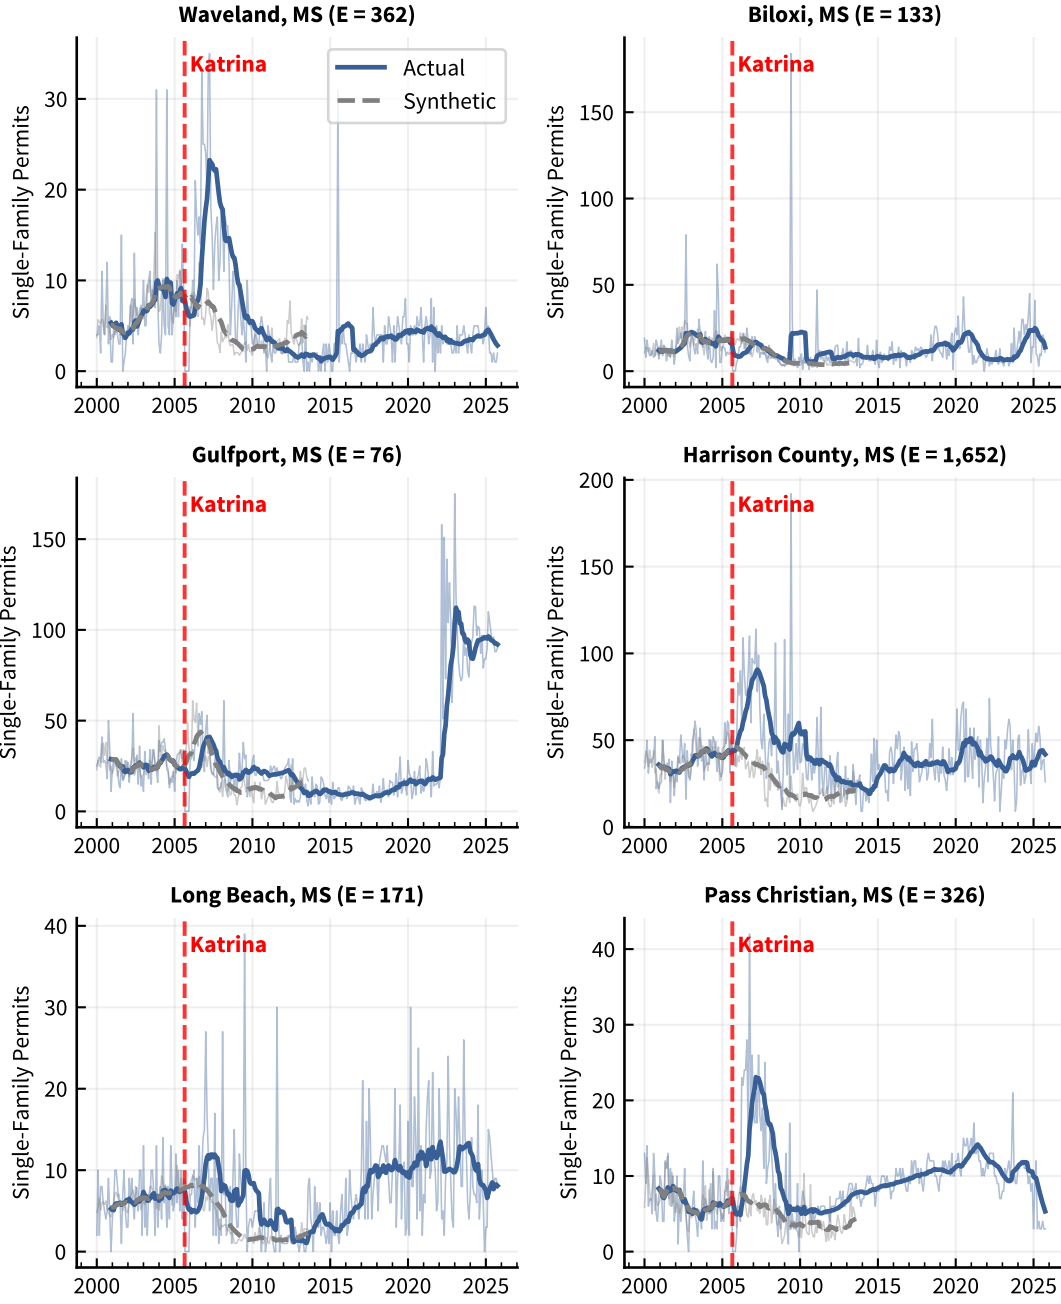 Waveland, MS (E = 362)
Single-Family Permits
30
20
10
0
Katrina
Actual
Synthetic
2000 2005 2010 2015 2020 2025
Biloxi, MS (E = 133)
Single-Family Permits
150
100
50
0
Katrina
2000 2005 2010 2015 2020 2025
Gulfport, MS (E = 76)
Single-Family Permits
150
100
50
0
Katrina
2000 2005 2010 2015 2020 2025
Harrison County, MS (E = 1,652)
Single-Family Permits
200
150
100
50
0
Katrina
2000 2005 2010 2015 2020 2025
Long Beach, MS (E = 171)
Single-Family Permits
40
30
20
10
0
Katrina
2000 2005 2010 2015 2020 2025
Pass Christian, MS (E = 326)
Single-Family Permits
40
30
20
10
0
Katrina
2000 2005 2010 2015 2020 2025